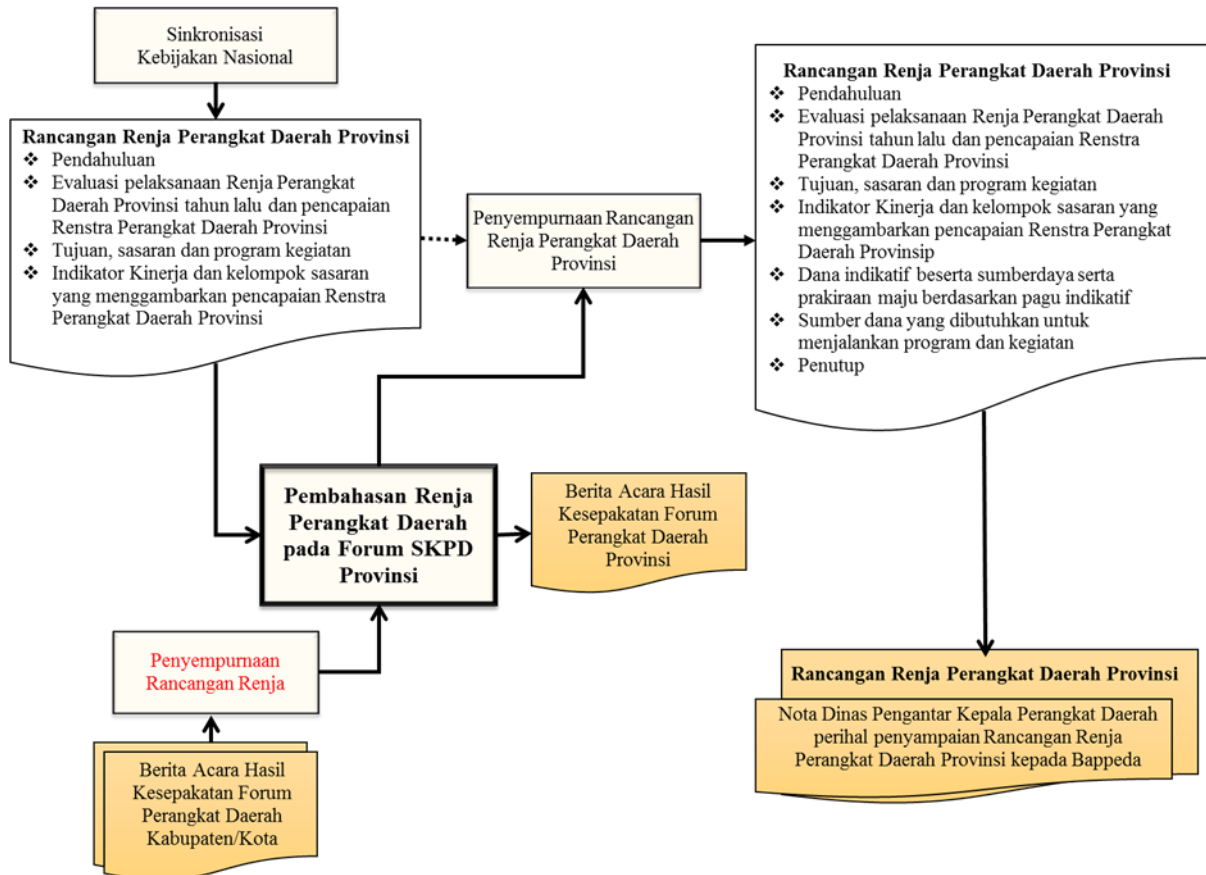 Sinkronisasi
Kebijakan Nasional
Rancangan Renja Perangkat Daerah Provinsi
❖ Pendahuluan
❖ Evaluasi pelaksanaan Renja Perangkat
Daerah Provinsi tahun lalu dan pencapaian
Renstra Perangkat Daerah Provinsi
❖ Tujuan, sasaran dan program kegiatan
❖ Indikator Kinerja dan kelompok sasaran
yang menggambarkan pencapaian Renstra
Perangkat Daerah Provinsi
Penyempurnaan Rancangan
Renja Perangkat Daerah
Provinsi
Rancangan Renja Perangkat Daerah Provinsi
❖ Pendahuluan
❖ Evaluasi pelaksanaan Renja Perangkat Daerah
Provinsi tahun lalu dan pencapaian Renstra
Perangkat Daerah Provinsi
❖ Tujuan, sasaran dan program kegiatan
❖ Indikator Kinerja dan kelompok sasaran yang
menggambarkan pencapaian Renstra Perangkat
Daerah Provinsip
❖ Dana indikatif beserta sumberdaya serta
prakiraan maju berdasarkan pagu indikatif
❖ Sumber dana yang dibutuhkan untuk
menjalankan program dan kegiatan
❖ Penutup
Pembahasan Renja
Perangkat Daerah
pada Forum SKPD
Provinsi
Berita Acara Hasil
Kesepakatan Forum
Perangkat Daerah
Provinsi
Penyempurnaan
Rancangan Renja
Berita Acara Hasil
Kesepakatan Forum
Perangkat Daerah
Kabupaten/Kota
Rancangan Renja Perangkat Daerah Provinsi
Nota Dinas Pengantar Kepala Perangkat Daerah
perihal penyampaian Rancangan Renja
Perangkat Daerah Provinsi kepada Bappeda